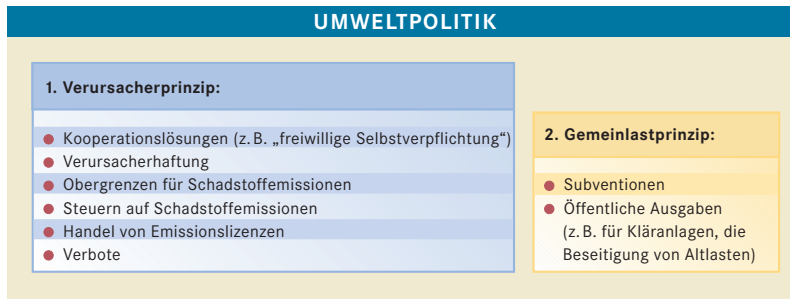 UMWELTPOLITIK
1. Verursacherprinzip:
● Kooperationslösungen (z. B. „freiwillige Selbstverpflichtung“)
● Verursacherhaftung
● Obergrenzen für Schadstoffemissionen
● Steuern auf Schadstoffemissionen
● Handel von Emissionslizenzen
● Verbote
2. Gemeinlastprinzip:
● Subventionen
● Öffentliche Ausgaben
(z. B. für Kläranlagen, die
Beseitigung von Altlasten)